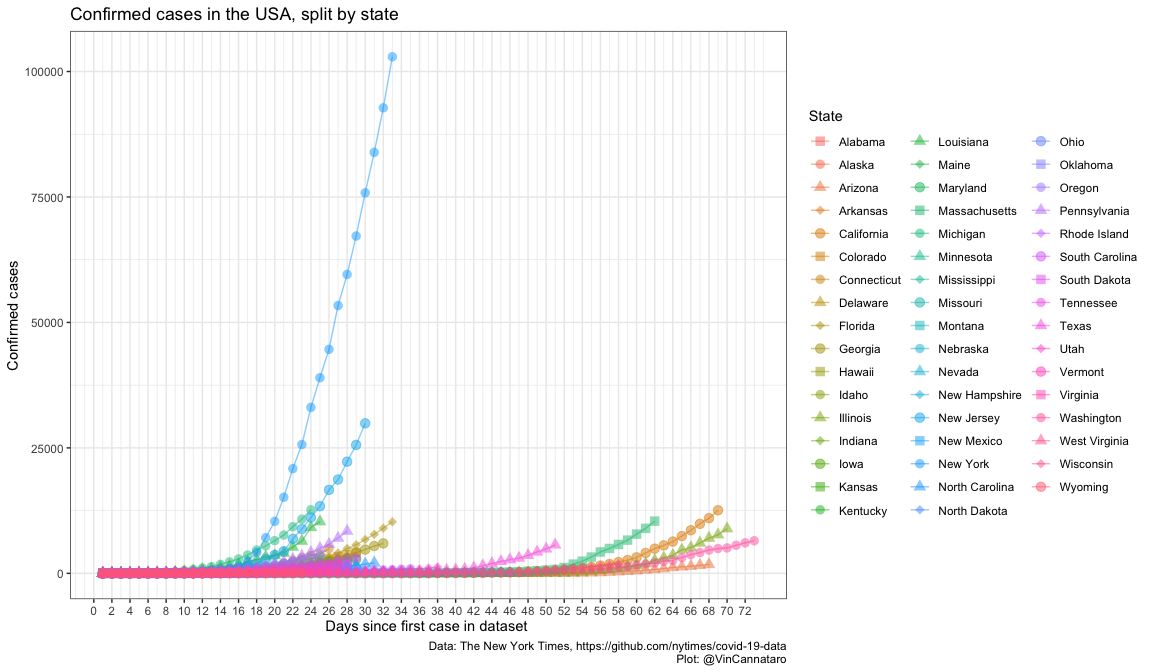 Confirmed cases in the USA, split by state
Confirmed cases
100000
75000
50000
25000
0
0 2 4 6 8 10 12 14 16 18 20 22 24 26 28 30 32 34 36 38 40 42 44 46 48 50 52 54 56 58 60 62 64 66 68 70 72
Days since first case in dataset
Data: The New York Times, https://github.com/nytimes/covid-19-data
Plot: @VinCannataro
State
Alabama
Alaska
Arizona
Arkansas
California
Colorado
Connecticut
Delaware
Florida
Georgia
Hawaii
Idaho
Illinois
Indiana
Iowa
Kansas
Kentucky
Louisiana
Maine
Maryland
Massachusetts
Michigan
Minnesota
Mississippi
Missouri
Montana
Nebraska
Nevada
New Hampshire
New Jersey
New Mexico
New York
North Carolina
North Dakota
Ohio
Oklahoma
Oregon
Pennsylvania
Rhode Island
South Carolina
South Dakota
Tennessee
Texas
Utah
Vermont
Virginia
Washington
West Virginia
Wisconsin
Wyoming